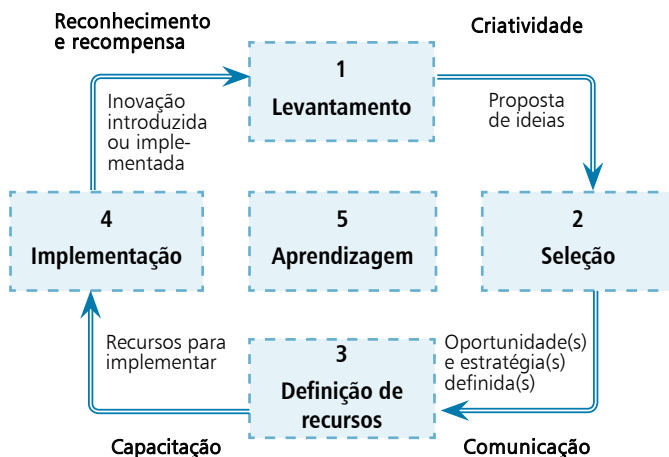 Reconhecimento
e recompensa
Criatividade
1
Levantamento
Inovação
introduzida
ou imple-
mentada
Proposta
de ideias
4
Implementação
5
Aprendizagem
2
Seleção
Recursos para
implementar
3
Definição de
recursos
Oportunidade(s)
e estratégia(s)
definida(s)
Capacitação
Comunicação